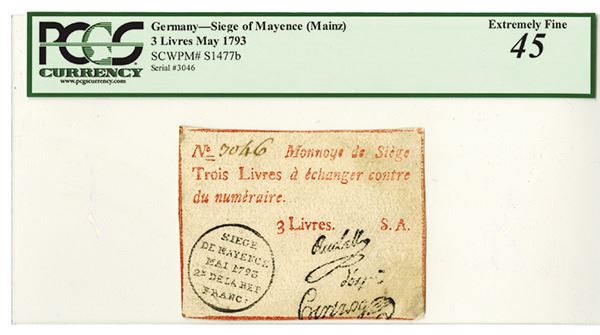 PCGS
CURRENCY
www.pcgscurrency.com
Germany—Siege of Mayence (Mainz)
3 Livres May 1793
SCWPM# S1477b
Serial #3046
Extremely Fine
45
No. 3046 Monnoye de Siège
Trois Livres à échanger contre
du numéraire.
3 Livres. S. A.
SIEGE
DE MAYENCE
MAI 1793
2E DE LA REP
FRANC: